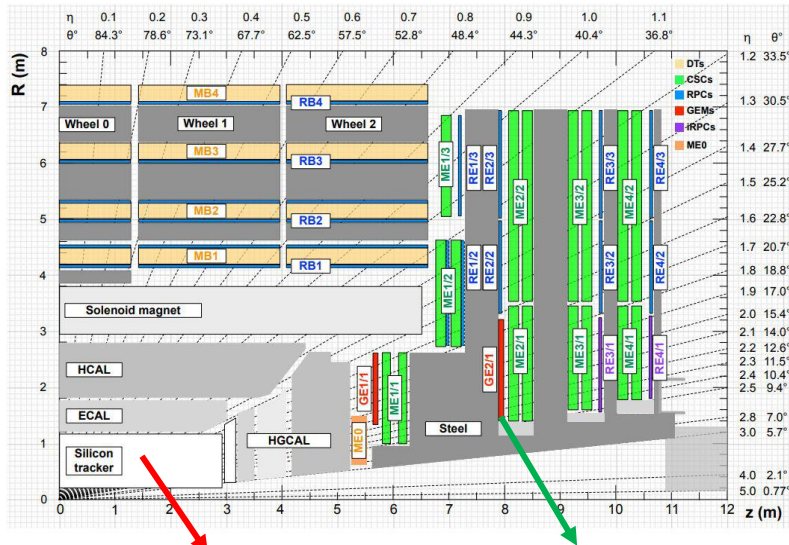 η 0.1 0.2 0.3 0.4 0.5 0.6 0.7 0.8 0.9 1.0 1.1 η θ°
θ° 84.3° 78.6° 73.1° 67.7° 62.5° 57.5° 52.8° 48.4° 44.3° 40.4° 36.8°
R (m)
8
7
6
5
4
3
2
1
0
1.2 33.5°
1.3 30.5°
1.4 27.7°
1.5 25.2°
1.6 22.8°
1.7 20.7°
1.8 18.8°
1.9 17.0°
2.0 15.4°
2.1 14.0°
2.2 12.6°
2.3 11.5°
2.4 10.4°
2.5 9.4°
2.8 7.0°
3.0 5.7°
4.0 2.1°
5.0 0.77°
DTs
CSCs
RPCs
GEMs
iRPCs
ME0
MB4
RB4
Wheel 0
Wheel 1
Wheel 2
MB3
RB3
MB2
RB2
MB1
RB1
Solenoid magnet
HCAL
ECAL
Silicon
tracker
HGCAL
Steel
ME0
GE1/1
ME1/1
ME1/2
ME1/3
RE1/3
RE2/3
RE1/2
RE2/2
GE2/1
ME2/2
ME2/1
ME3/2
ME3/1
RE3/3
RE3/2
RE3/1
ME4/2
ME4/1
RE4/3
RE4/2
RE4/1
0 1 2 3 4 5 6 7 8 9 10 11 12
z (m)